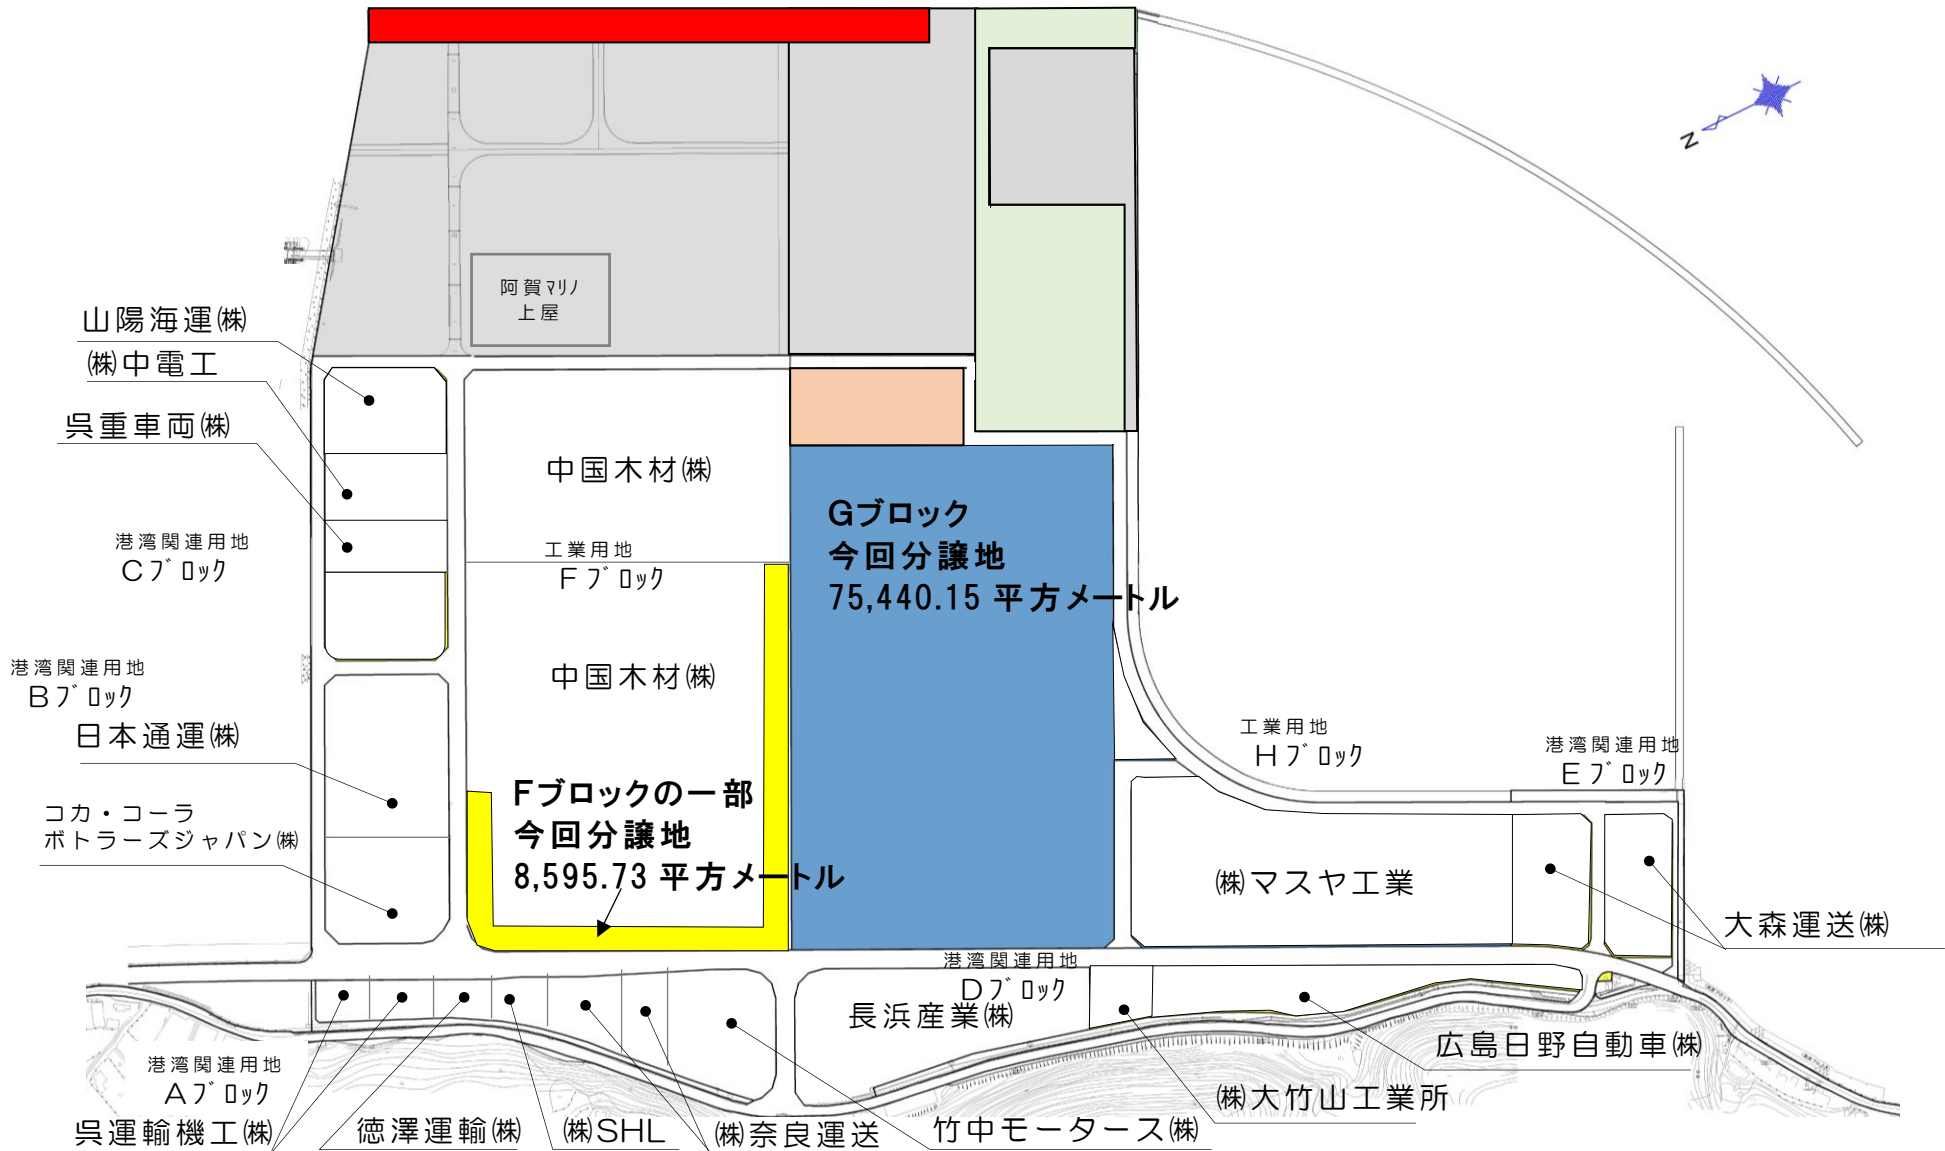 N
阿賀ﾏﾘﾉ
上屋
山陽海運㈱
㈱中電工
呉重車両㈱
港湾関連用地
Cﾌﾞﾛｯｸ
港湾関連用地
Bﾌﾞﾛｯｸ
日本通運㈱
コカ・コーラ
ボトラーズジャパン㈱
中国木材㈱
工業用地
Fﾌﾞﾛｯｸ
中国木材㈱
Fブロックの一部
今回分譲地
8,595.73 平方メートル
Gブロック
今回分譲地
75,440.15 平方メートル
工業用地
Hﾌﾞﾛｯｸ
港湾関連用地
Eﾌﾞﾛｯｸ
㈱マスヤ工業
大森運送㈱
港湾関連用地
Dﾌﾞﾛｯｸ
長浜産業㈱
広島日野自動車㈱
㈱大竹山工業所
港湾関連用地
Aﾌﾞﾛｯｸ
呉運輸機工㈱
徳澤運輸㈱
㈱SHL
㈱奈良運送
竹中モータース㈱